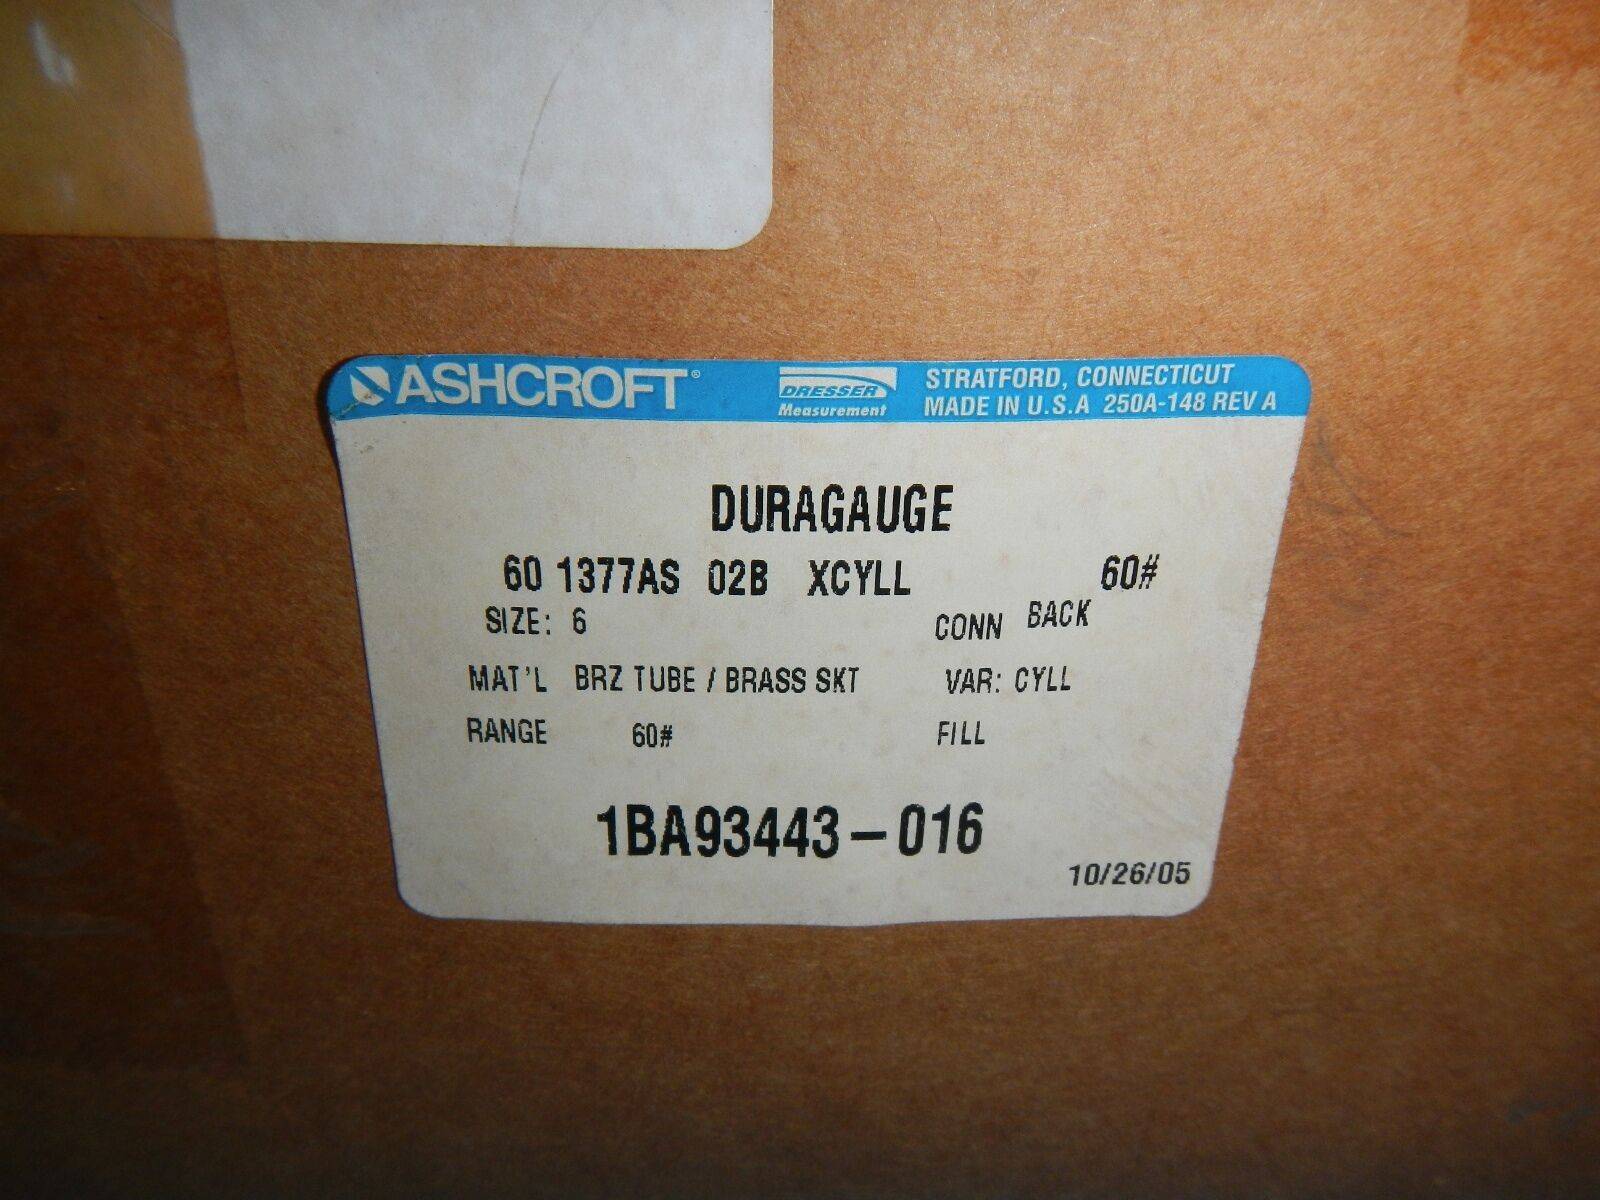 ASHCROFT®
DRESSER
Measurement
STRATFORD, CONNECTICUT
MADE IN U.S.A 250A-148 REV A
DURAGAUGE
60 1377AS 02B XCYLL 60#
SIZE: 6 CONN BACK
MAT'L BRZ TUBE / BRASS SKT VAR: CYLL
RANGE 60# FILL
1BA93443-016
10/26/05